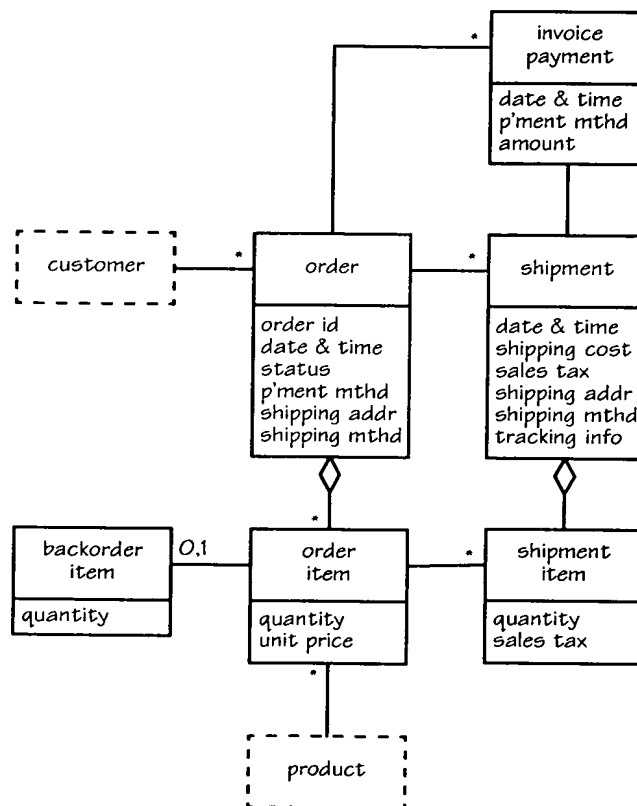 *
invoice
payment
date & time
p'ment mthd
amount
customer
*
order
*
shipment
order id
date & time
status
p'ment mthd
shipping addr
shipping mthd
date & time
shipping cost
sales tax
shipping addr
shipping mthd
tracking info
*
backorder
item
0,1
order
item
*
shipment
item
quantity
quantity
unit price
quantity
sales tax
*
product